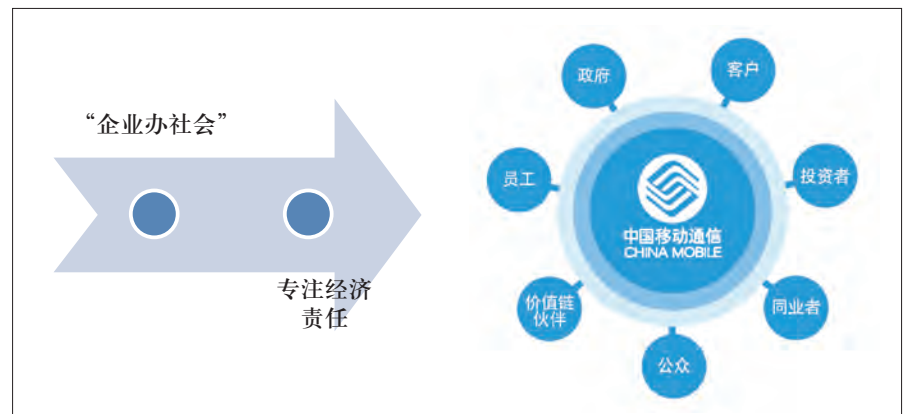 “企业办社会”
专注经济
责任
政府
客户
员工
投资者
中国移动通信
CHINA MOBILE
价值链
伙伴
同业者
公众